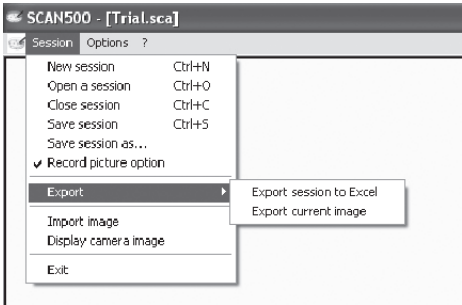 SCAN500 - [Trial.sca]
Session Options ?
New session Ctrl+N
Open a session Ctrl+O
Close session Ctrl+C
Save session Ctrl+S
Save session as...
Record picture option
Export
Export session to Excel
Export current image
Import image
Display camera image
Exit